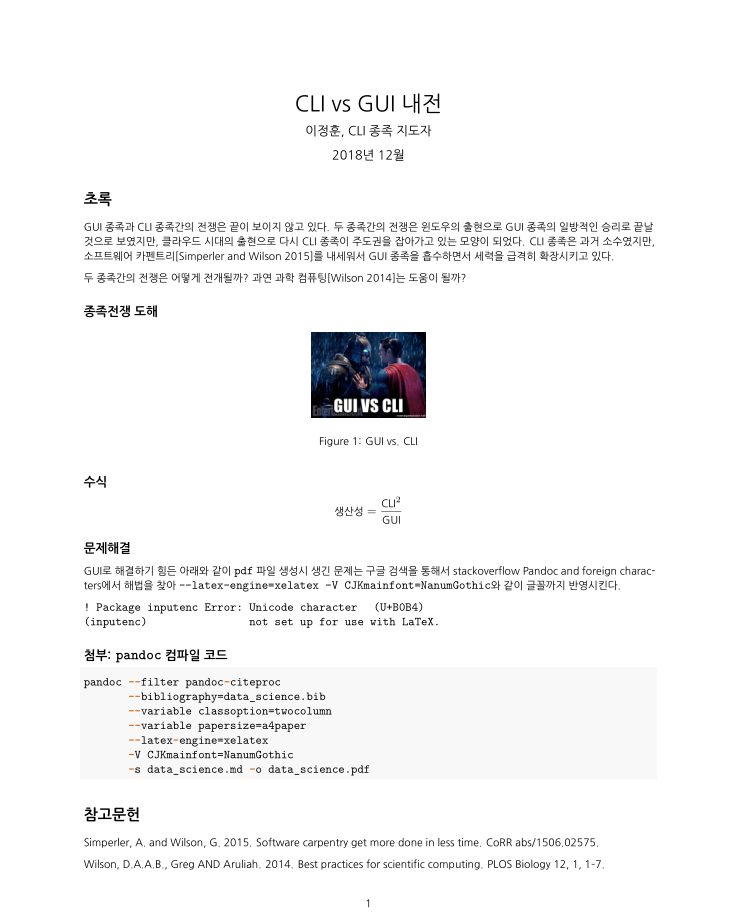 CLI vs GUI 내전
이정훈, CLI 종족 지도자
2018년 12월
초록
GUI 종족과 CLI 종족간의 전쟁은 끝이 보이지 않고 있다. 두 종족간의 전쟁은 윈도우의 출현으로 GUI 종족의 일방적인 승리로 끝날
것으로 보였지만, 클라우드 시대의 출현으로 다시 CLI 종족이 주도권을 잡아가고 있는 모양이 되었다. CLI 종족은 과거 소수였지만,
소프트웨어 카펜트리[Simperler and Wilson 2015]를 내세워서 GUI 종족을 흡수하면서 세력을 급격히 확장시키고 있다.
두 종족간의 전쟁은 어떻게 전개될까? 과연 과학 컴퓨팅[Wilson 2014]는 도움이 될까?
종족전쟁 도해
GUI VS CLI
Figure 1: GUI vs. CLI
수식
생산성 = CLI²
GUI
문제해결
GUI로 해결하기 힘든 아래와 같이 pdf 파일 생성시 생긴 문제는 구글 검색을 통해서 stackoverflow Pandoc and foreign charac-
ters에서 해법을 찾아 --latex-engine=xelatex -V CJKmainfont=NanumGothic와 같이 글꼴까지 반영시킨다.
! Package inputenc Error: Unicode character   (U+B0B4)
(inputenc)                not set up for use with LaTeX.
첨부: pandoc 컴파일 코드
pandoc --filter pandoc-citeproc
--bibliography=data_science.bib
--variable classoption=twocolumn
--variable papersize=a4paper
--latex-engine=xelatex
-V CJKmainfont=NanumGothic
-s data_science.md -o data_science.pdf
참고문헌
Simperler, A. and Wilson, G. 2015. Software carpentry get more done in less time. CoRR abs/1506.02575.
Wilson, D.A.A.B., Greg AND Aruliah. 2014. Best practices for scientific computing. PLOS Biology 12, 1, 1–7.
1